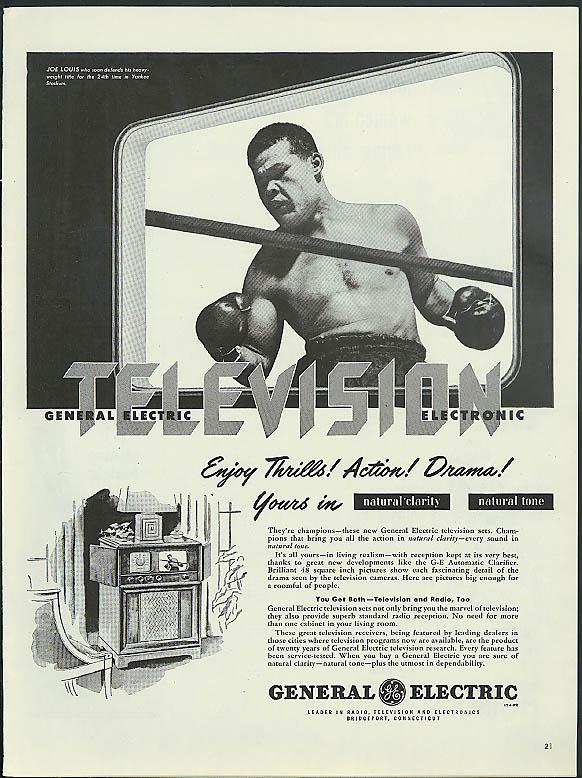 JOE LOUIS who soon defends his heavy-
weight title for the 24th time in Yankee
Stadium.
TELEVISION
GENERAL ELECTRIC
ELECTRONIC
Enjoy Thrills! Action! Drama!
Yours in natural clarity natural tone
They're champions—these new General Electric television sets. Cham-
pions that bring you all the action in natural clarity—every sound in
natural tone.
It's all yours—in living realism—with reception kept at its very best,
thanks to great new developments like the G-E Automatic Clarifier.
Brilliant 48 square inch pictures show such fascinating detail of the
drama seen by the television cameras. Here are pictures big enough for
a roomful of people.
You Get Both—Television and Radio, Too
General Electric television sets not only bring you the marvel of television;
they also provide superb standard radio reception. No need for more
than one cabinet in your living room.
These great television receivers, being featured by leading dealers in
those cities where television programs now are available, are the product
of twenty years of General Electric television research. Every feature has
been service-tested. When you buy a General Electric you are sure of
natural clarity—natural tone—plus the utmost in dependability.
GENERAL GE ELECTRIC
LEADER IN RADIO, TELEVISION AND ELECTRONICS
BRIDGEPORT, CONNECTICUT
21